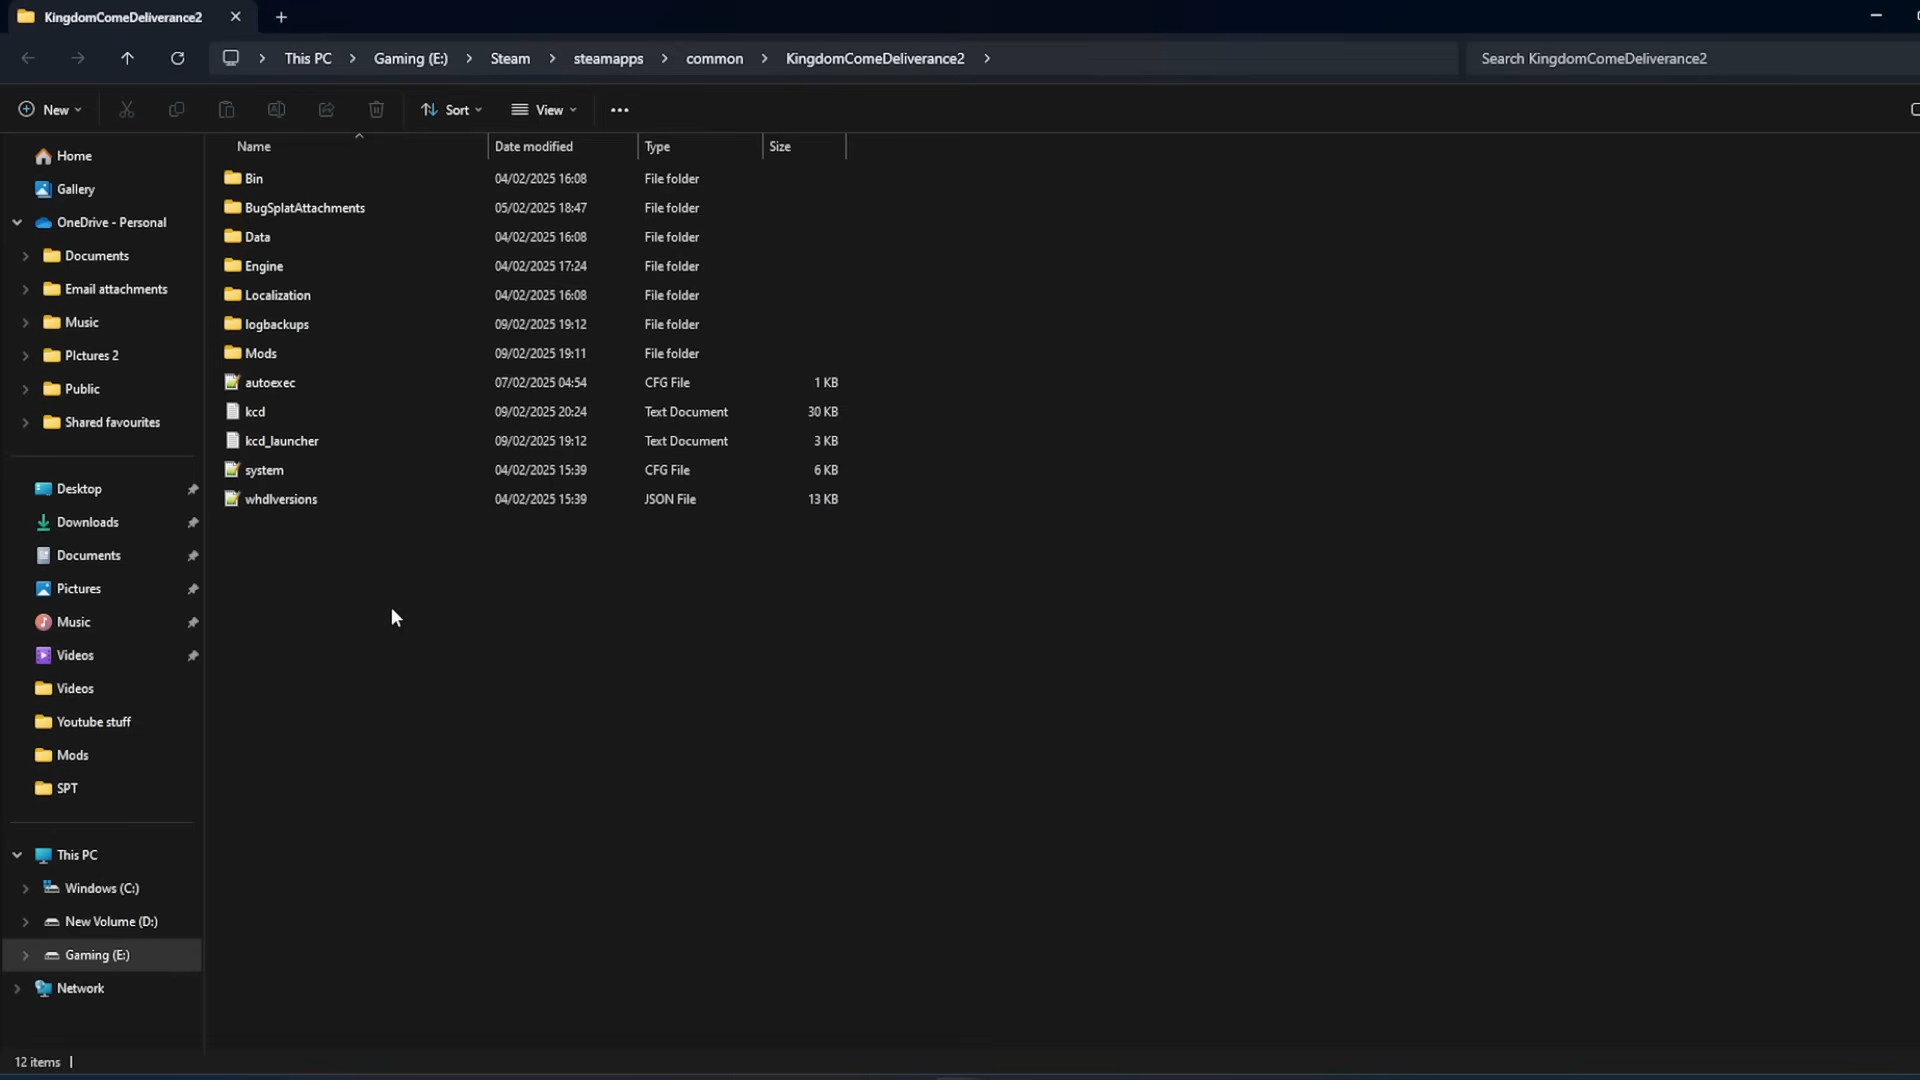 KingdomComeDeliverance2
This PC > Gaming (E:) > Steam > steamapps > common > KingdomComeDeliverance2 >
Search KingdomComeDeliverance2
New
Sort
View
Name Date modified Type Size
Home
Gallery
OneDrive - Personal
Documents
Email attachments
Music
PIctures 2
Public
Shared favourites
Desktop
Downloads
Documents
Pictures
Music
Videos
Videos
Youtube stuff
Mods
SPT
This PC
Windows (C:)
New Volume (D:)
Gaming (E:)
Network
Bin 04/02/2025 16:08 File folder
BugSplatAttachments 05/02/2025 18:47 File folder
Data 04/02/2025 16:08 File folder
Engine 04/02/2025 17:24 File folder
Localization 04/02/2025 16:08 File folder
logbackups 09/02/2025 19:12 File folder
Mods 09/02/2025 19:11 File folder
autoexec 07/02/2025 04:54 CFG File 1 KB
kcd 09/02/2025 20:24 Text Document 30 KB
kcd_launcher 09/02/2025 19:12 Text Document 3 KB
system 04/02/2025 15:39 CFG File 6 KB
whdlversions 04/02/2025 15:39 JSON File 13 KB
12 items